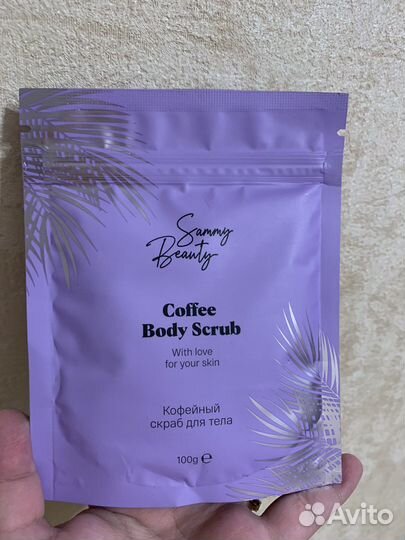 Sammy
Beauty
Coffee
Body Scrub
With love
for your skin
Кофейный
скраб для тела
100g ℮
Avito